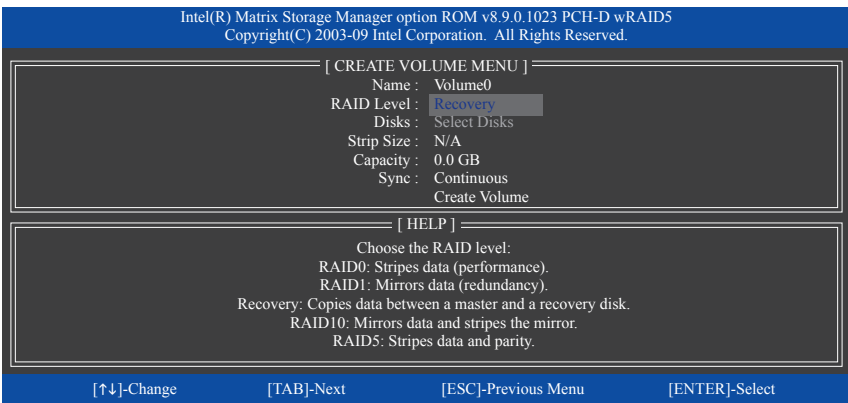 Intel(R) Matrix Storage Manager option ROM v8.9.0.1023 PCH-D wRAID5
Copyright(C) 2003-09 Intel Corporation.  All Rights Reserved.
[ CREATE VOLUME MENU ]
Name :   Volume0
RAID Level :   Recovery
Disks :   Select Disks
Strip Size :   N/A
Capacity :   0.0 GB
Sync :   Continuous
Create Volume
[ HELP ]
Choose the RAID level:
RAID0: Stripes data (performance).
RAID1: Mirrors data (redundancy).
Recovery: Copies data between a master and a recovery disk.
RAID10: Mirrors data and stripes the mirror.
RAID5: Stripes data and parity.
[↑↓]-Change   [TAB]-Next   [ESC]-Previous Menu   [ENTER]-Select